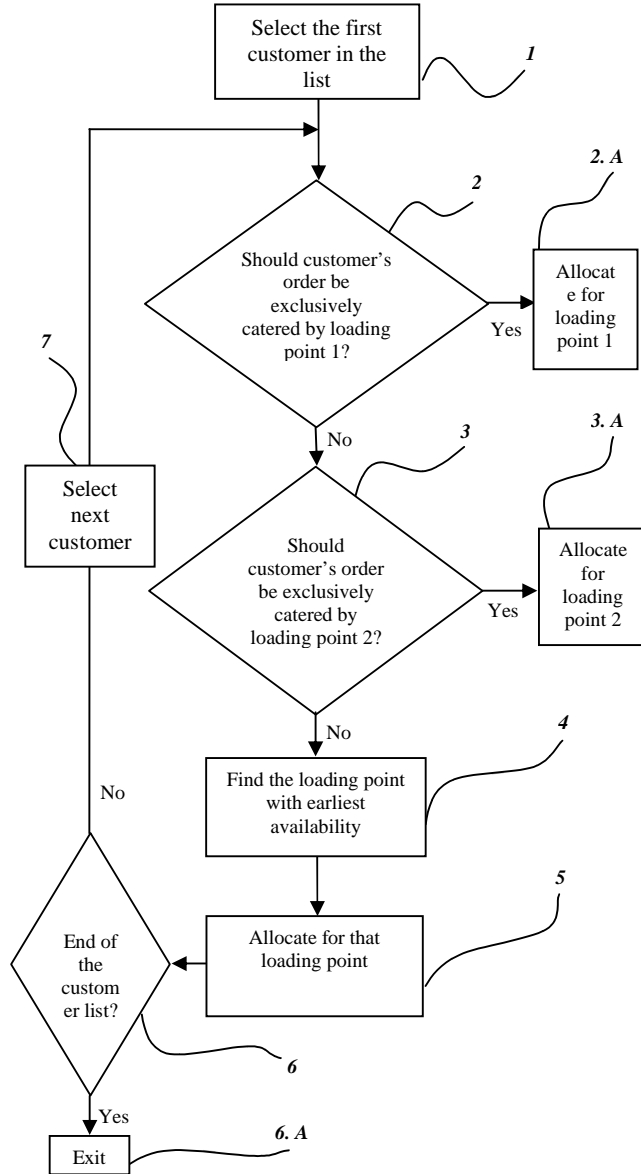 Select the first
customer in the
list
1
2. A
2
Should customer's
order be
exclusively
catered by loading
point 1?
Yes
Allocat
e for
loading
point 1
7
No
3
3. A
Select
next
customer
Should
customer's order
be exclusively
catered by
loading point 2?
Yes
Allocate
for
loading
point 2
No
4
Find the loading point
with earliest
availability
No
5
Allocate for that
loading point
End of
the
custom
er list?
6
Yes
6. A
Exit